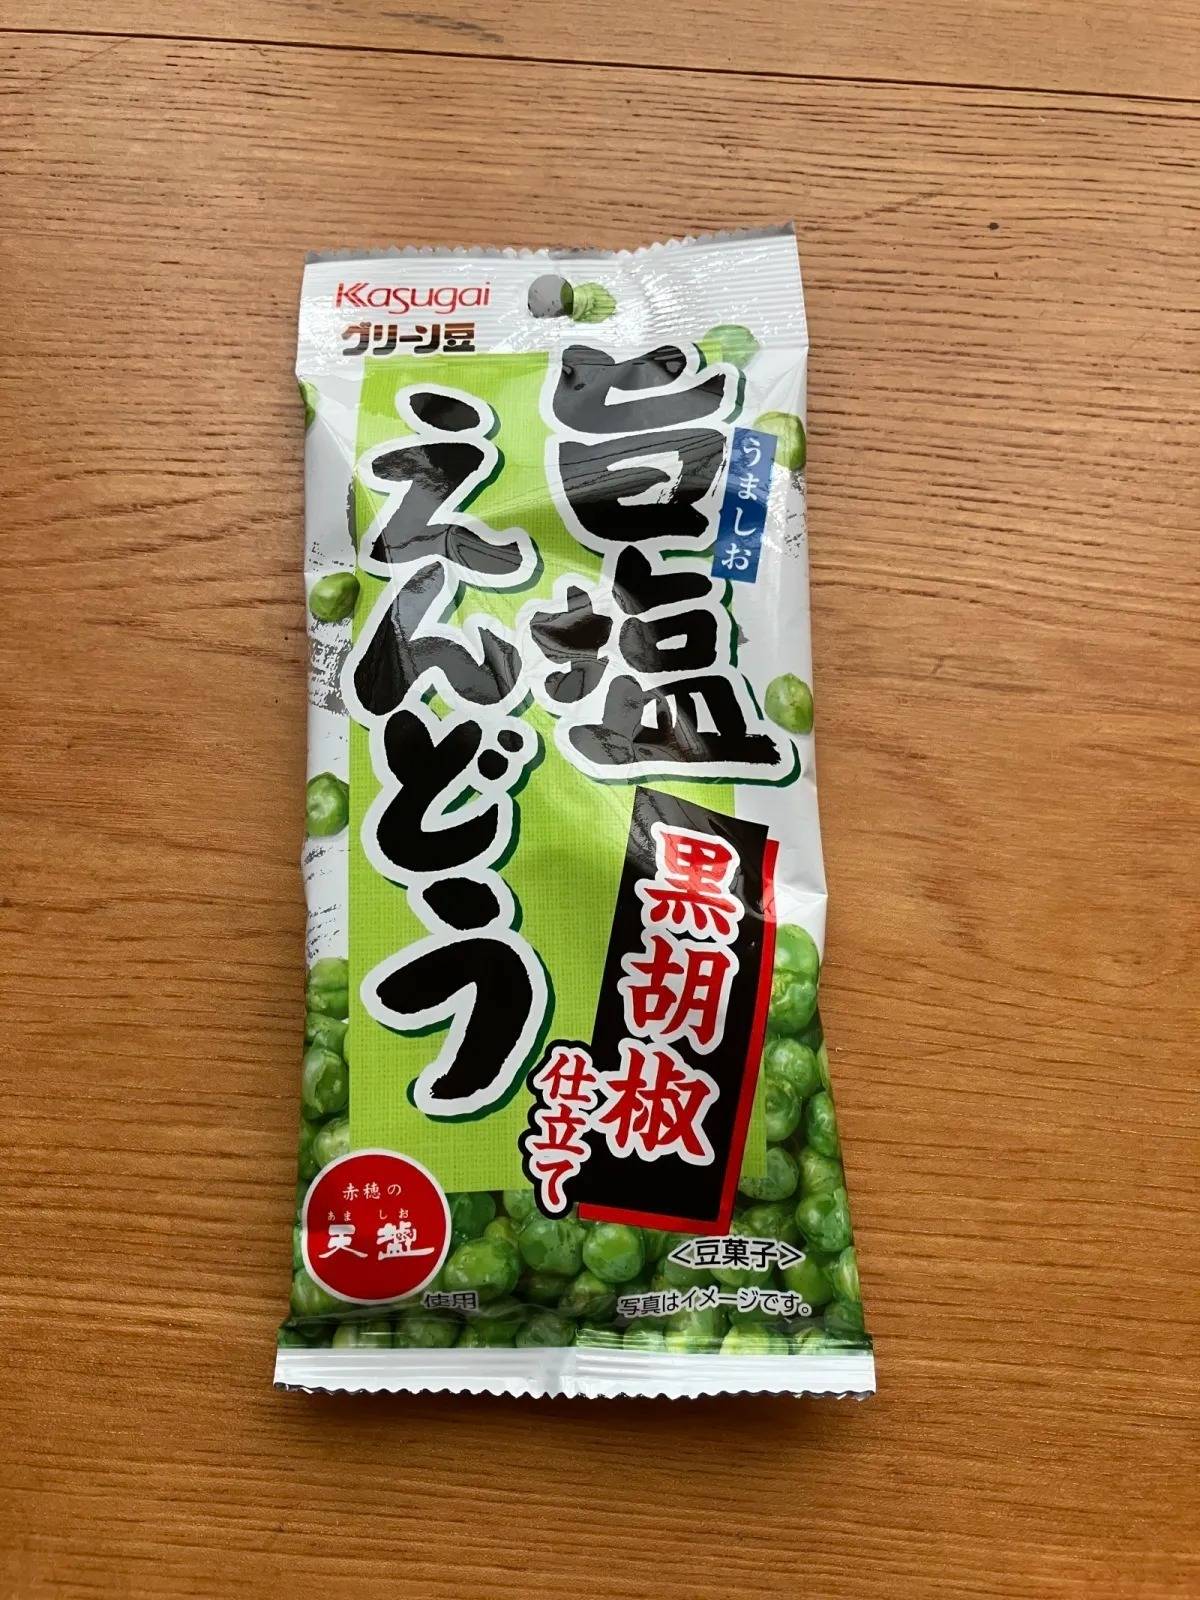 Kasugai
グリーン豆
旨塩
うましお
えんどう
黒胡椒
仕立て
赤穂の
あましお
天塩
使用
<豆菓子>
写真はイメージです。